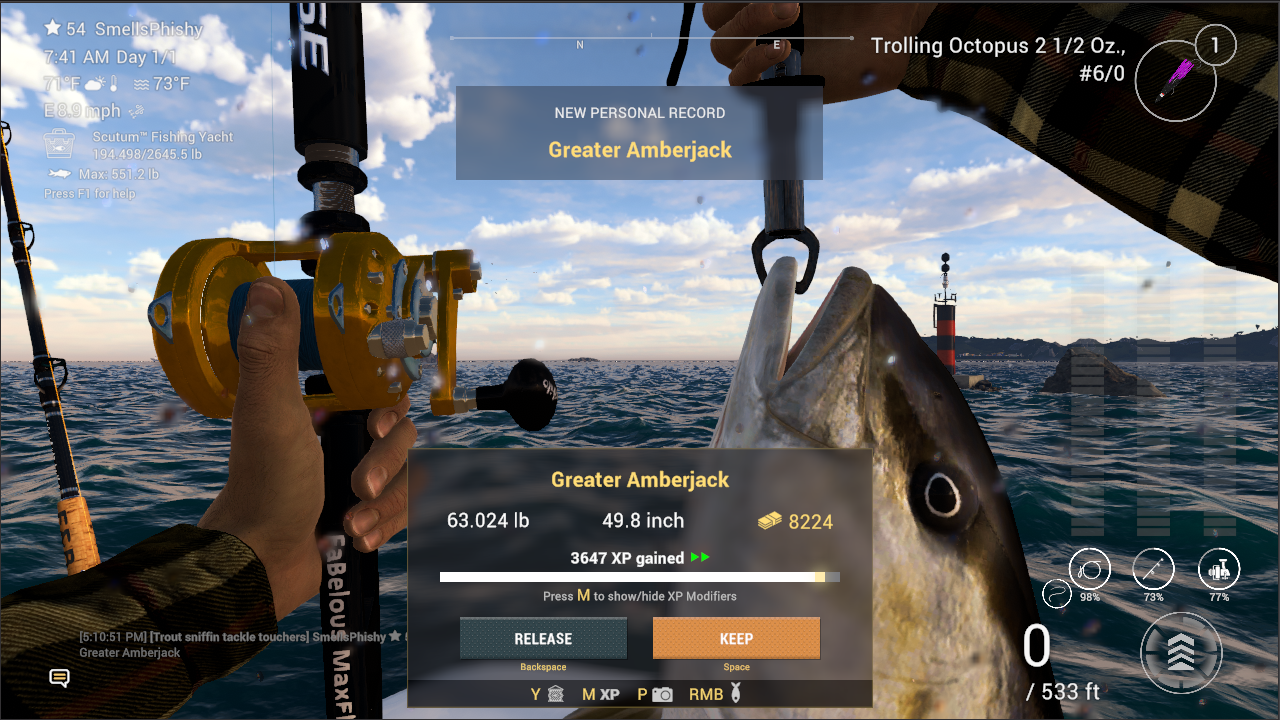 54 SmellsPhishy
7:41 AM Day 1/1
71°F 73°F
E 8.9 mph
Scutum™ Fishing Yacht
194.498/2645.5 lb
Max: 551.2 lb
Press F1 for help
N
E
Trolling Octopus 2 1/2 Oz.,
#6/0
1
NEW PERSONAL RECORD
Greater Amberjack
Greater Amberjack
63.024 lb 49.8 inch 8224
3647 XP gained
Press M to show/hide XP Modifiers
RELEASE KEEP
Backspace Space
Y M XP P RMB
[5:10:51 PM] [Trout sniffin tackle touchers] SmellsPhishy
Greater Amberjack
98% 73% 77%
0
/ 533 ft
SE
FaBelour MaxFi